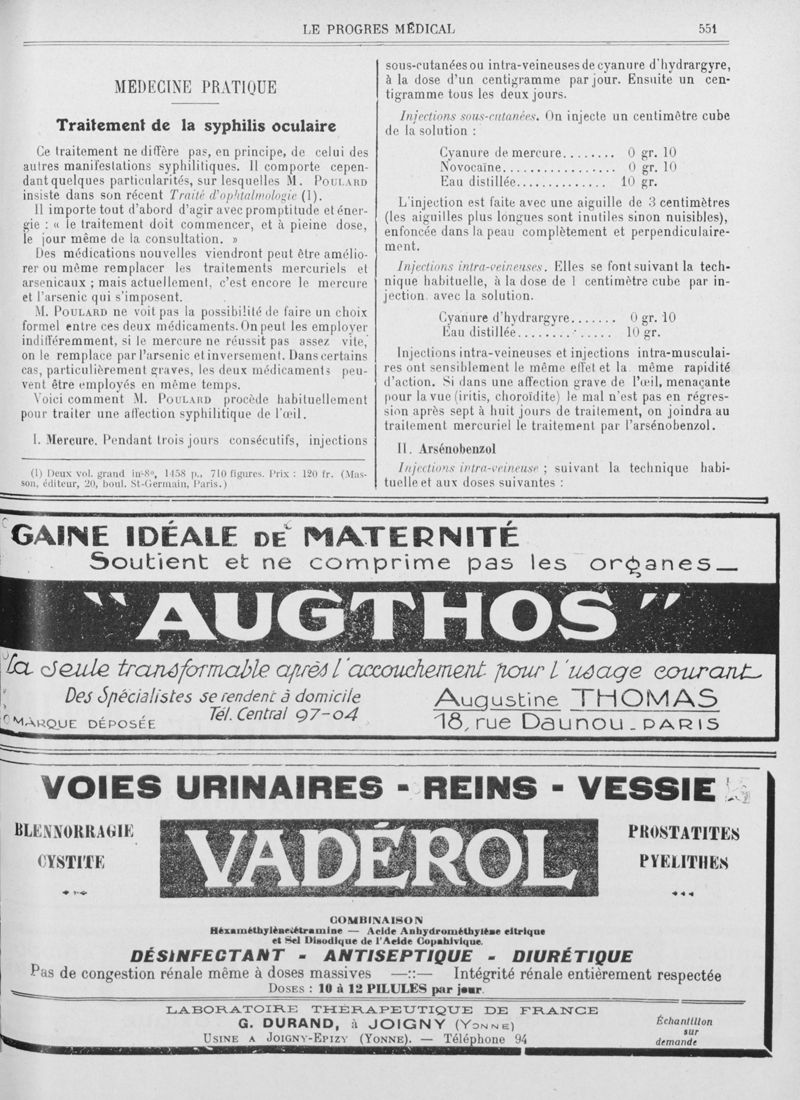 LE PROGRES MÉDICAL 551
MEDECINE PRATIQUE
Traitement de la syphilis oculaire
Ce traitement ne diffère pas, en principe, de celui des
autres manifestations syphilitiques. Il comporte cepen-
dant quelques particularités, sur lesquelles M. POULARD
insiste dans son récent Traité d'ophtalmologie (1).
Il importe tout d'abord d'agir avec promptitude et éner-
gie : « le traitement doit commencer, et à pleine dose,
le jour même de la consultation. »
Des médications nouvelles viendront peut être amélio-
rer ou même remplacer les traitements mercuriels et
arsenicaux ; mais actuellement, c'est encore le mercure
et l'arsenic qui s'imposent.
M. POULARD ne voit pas la possibilité de faire un choix
formel entre ces deux médicaments. On peut les employer
indifféremment, si le mercure ne réussit pas assez vite,
on le remplace par l'arsenic et inversement. Dans certains
cas, particulièrement graves, les deux médicaments peu-
vent être employés en même temps.
Voici comment M. POULARD procède habituellement
pour traiter une affection syphilitique de l'œil.
I. Mercure. Pendant trois jours consécutifs, injections
(1) Deux vol. grand in-8°, 1458 p., 710 figures. Prix : 120 fr. (Mas-
son, éditeur, 20, boul. St-Germain, Paris.)
sous-cutanées ou intra-veineuses de cyanure d'hydrargyre,
à la dose d'un centigramme par jour. Ensuite un cen-
tigramme tous les deux jours.
Injections sous-cutanées. On injecte un centimètre cube
de la solution :
Cyanure de mercure........ 0 gr. 10
Novocaïne................. 0 gr. 10
Eau distillée.............. 10 gr.
L'injection est faite avec une aiguille de 3 centimètres
(les aiguilles plus longues sont inutiles sinon nuisibles),
enfoncée dans la peau complètement et perpendiculaire-
ment.
Injections intra-veineuses. Elles se font suivant la tech-
nique habituelle, à la dose de 1 centimètre cube par in-
jection. avec la solution.
Cyanure d'hydrargyre....... 0 gr. 10
Eau distillée.............. 10 gr.
Injections intra-veineuses et injections intra-musculai-
res ont sensiblement le même effet et la même rapidité
d'action. Si dans une affection grave de l'œil, menaçante
pour la vue (iritis, choroïdite) le mal n'est pas en régres-
sion après sept à huit jours de traitement, on joindra au
traitement mercuriel le traitement par l'arsénobenzol.
II. Arsénobenzol
Injections intra-veineuse ; suivant la technique habi-
tuelle et aux doses suivantes :
GAINE IDÉALE DE MATERNITÉ
Soutient et ne comprime pas les organes_
"AUGTHOS"
la seule transformable après l'accouchement pour l'usage courant
Des Spécialistes se rendent à domicile
Tél. Central 97-04
MARQUE DÉPOSÉE
Augustine THOMAS
18, rue Daunou_PARIS
VOIES URINAIRES - REINS - VESSIE
BLENNORRAGIE
CYSTITE
VADÉROL
PROSTATITES
PYELITHES
COMBINAISON
Héxaméthylènetétramine — Acide Anhydrométhylène citrique
et Sel Disodique de l'Acide Copahivique.
DÉSINFECTANT - ANTISEPTIQUE - DIURÉTIQUE
Pas de congestion rénale même à doses massives —::— Intégrité rénale entièrement respectée
DOSES : 10 à 12 PILULES par jour.
LABORATOIRE THERAPEUTIQUE DE FRANCE
G. DURAND, à JOIGNY (YONNE)
USINE A JOIGNY-EPIZY (YONNE). — Téléphone 94
Échantillon
sur
demande